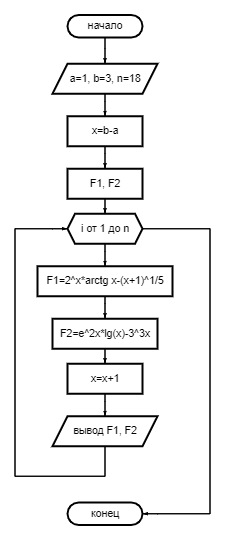 начало
a=1, b=3, n=18
x=b-a
F1, F2
i от 1 до n
F1=2^x*arctg x-(x+1)^1/5
F2=e^2x*lg(x)-3^3x
x=x+1
вывод F1, F2
конец